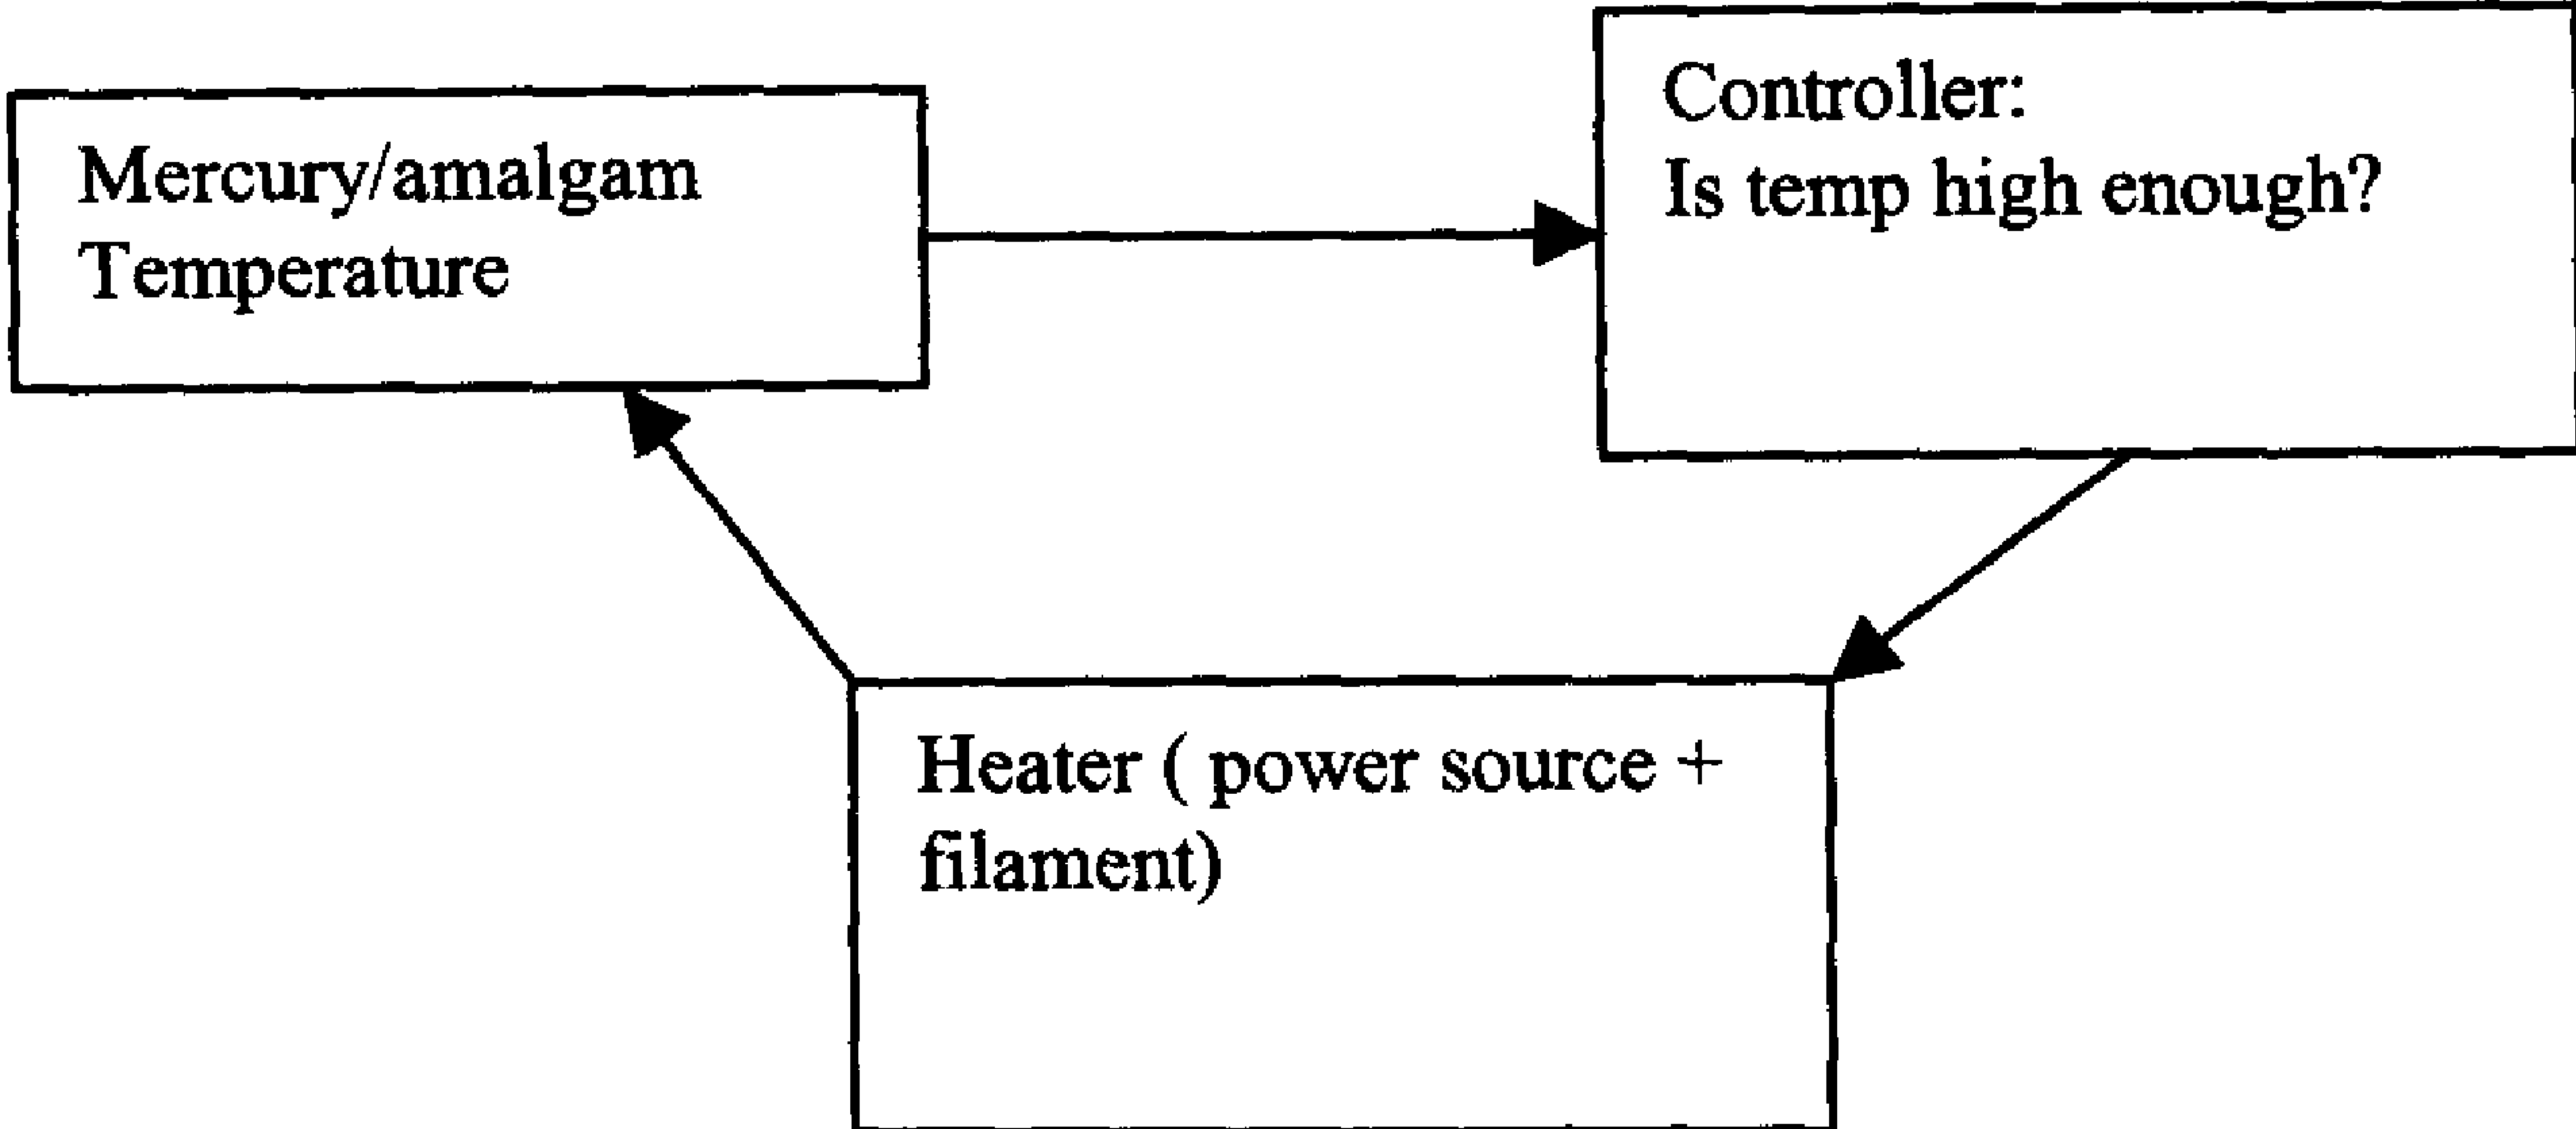 Mercury/amalgam
Temperature
Controller:
Is temp high enough?
Heater ( power source +
filament)